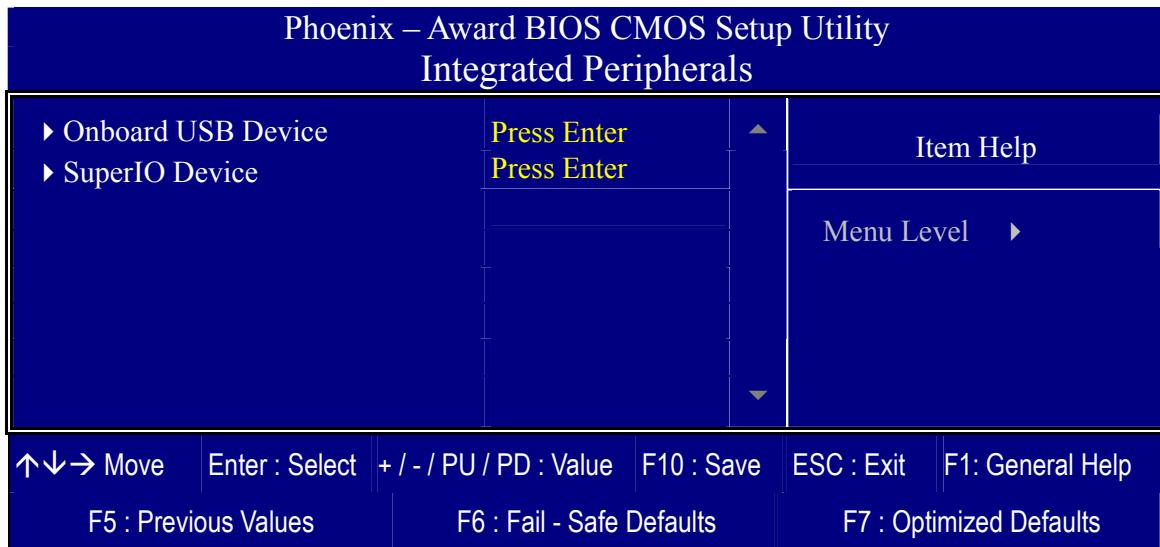 Phoenix – Award BIOS CMOS Setup Utility
Integrated Peripherals
Onboard USB Device Press Enter
SuperIO Device Press Enter
Item Help
Menu Level
↑↓→ Move Enter : Select + / - / PU / PD : Value F10 : Save ESC : Exit F1: General Help
F5 : Previous Values F6 : Fail - Safe Defaults F7 : Optimized Defaults